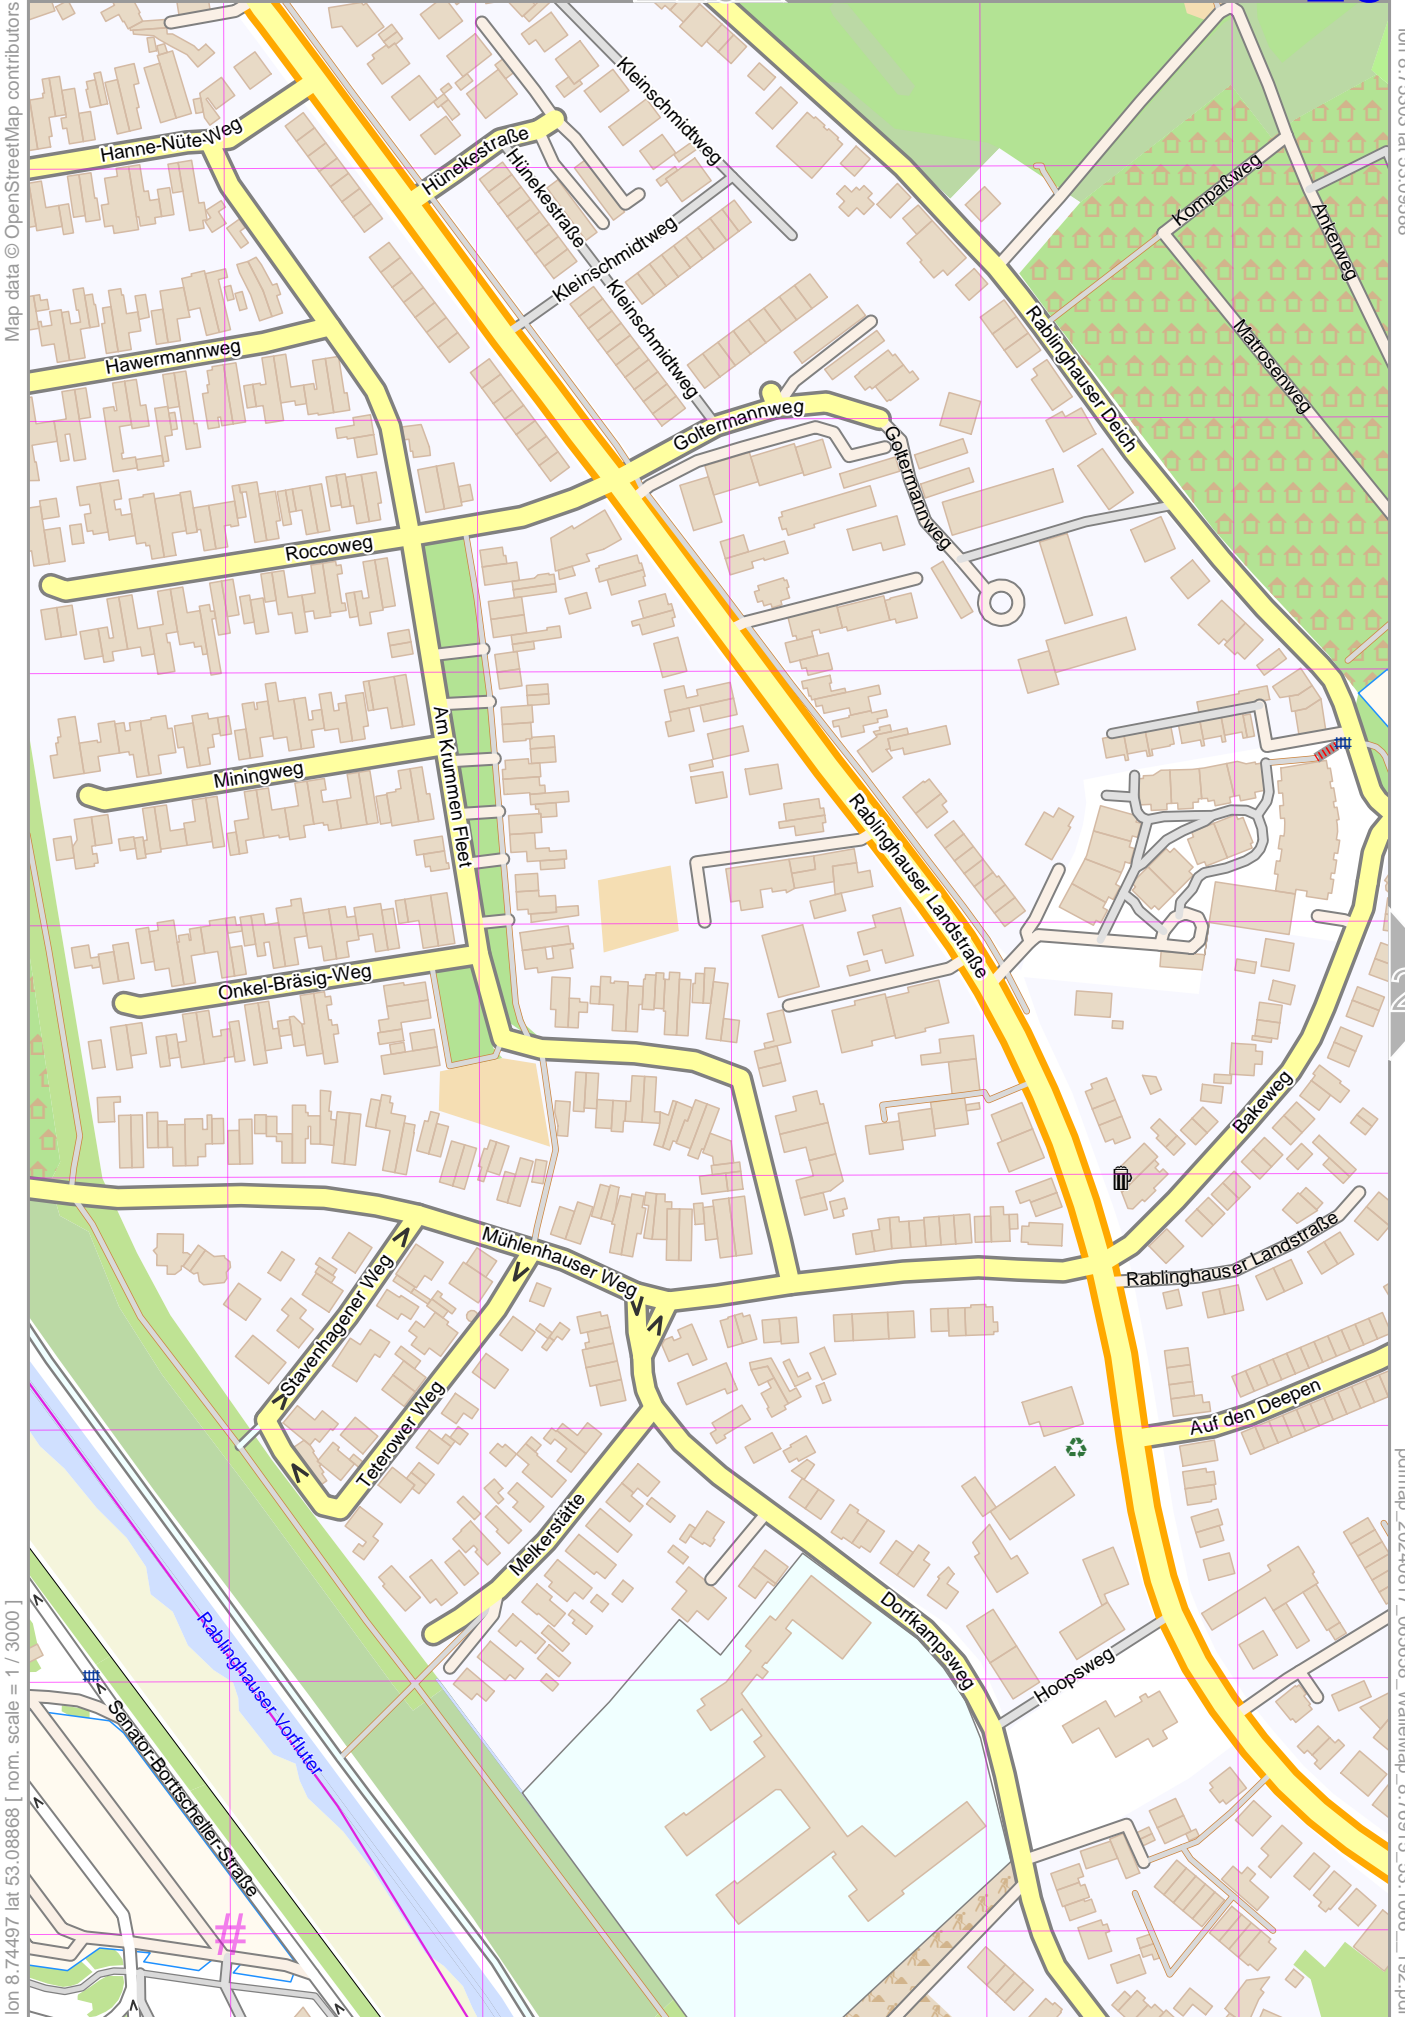 Map data © OpenStreetMap contributors
Hanne-Nüte-Weg
Kleinschmidtweg
Hünekestraße
Hünekestraße
Kleinschmidtweg
Kleinschmidtweg
Kompaßweg
Ankerweg
Matrosenweg
Rablinghauser Deich
Hawermannweg
Goltermannweg
Goltermannweg
Roccoweg
Am Krummen Fleet
Miningweg
Rablinghauser Landstraße
Onkel-Bräsig-Weg
Bakeweg
Mühlenhauser Weg
Stavenhagener Weg
Rablinghauser Landstraße
Teterower Weg
Auf den Deepen
Melkerstätte
Dorfkampsweg
Hoopsweg
Rablinghauser Vorfluter
Senator-Borttscheller-Straße
#
lon 8.74497 lat 53.08868 [ nom. scale = 1 / 3000 ]
2